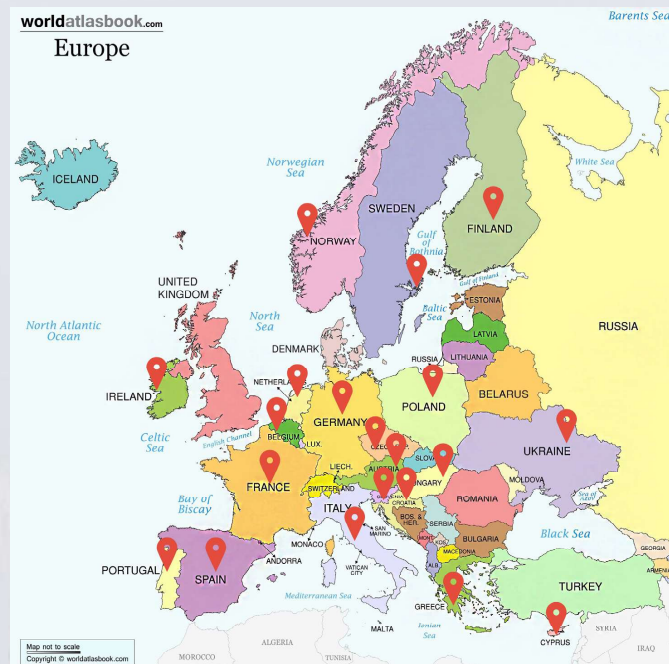 worldatlasbook.com
Europe
Barents Sea
ICELAND
Norwegian
Sea
White Sea
SWEDEN
FINLAND
NORWAY
Gulf
of
Bothnia
UNITED
KINGDOM
Gulf of Finland
ESTONIA
North
Sea
Baltic
Sea
North Atlantic
Ocean
RUSSIA
LATVIA
DENMARK
RUSSIA
LITHUANIA
NETHERLA
IRELAND
BELARUS
POLAND
GERMANY
Celtic
Sea
English Channel
BELGIUM
LUX.
UKRAINE
SLOV
LIECH.
AUSTRIA
MOLDOVA
FRANCE
SWITZERLAND
NGARY
Sea of
Azov
Bay of
Biscay
ITALY
CROATIA
ROMANIA
SAN
MARINO
BOS. &
HER.
SERBIA
Black Sea
MONACO
MONT.
KOS.
BULGARIA
GEORGIA
ANDORRA
MACEDONIA
PORTUGAL
SPAIN
VATICAN
CITY
ALB.
ARMENI
TURKEY
Mediterranean Sea
GREECE
MALTA
Ionian
Sea
CYPRUS
SYRIA
IRAQ
ALGERIA
TUNISIA
MOROCCO
Map not to scale
Copyright © worldatlasbook.com